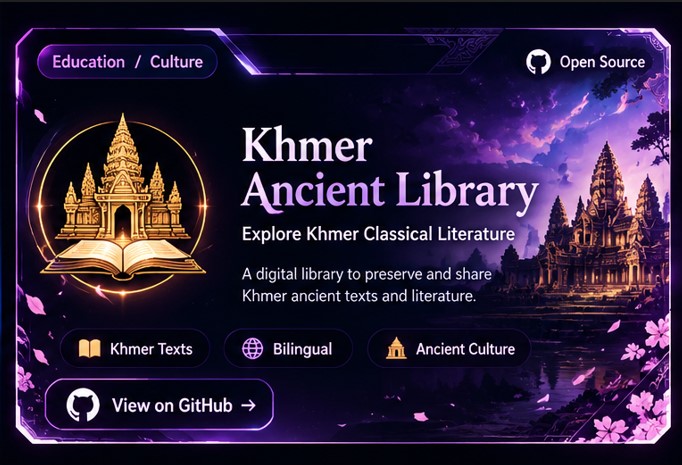 Education / Culture
Open Source
Khmer
Ancient Library
Explore Khmer Classical Literature
A digital library to preserve and share
Khmer ancient texts and literature.
Khmer Texts
Bilingual
Ancient Culture
View on GitHub →